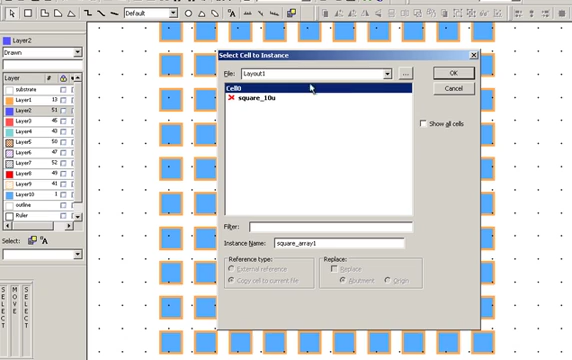 Default
Layer2
Drawn
Layer #
substrate
Layer1 13
Layer2 51
Layer3 45
Layer4 43
Layer5 50
Layer6 47
Layer7 52
Layer8 49
Layer9 41
Layer10 1
outline
Ruler
Select:
SELECT
MOVE
SELECT
Select Cell to Instance
File: Layout1
...
OK
Cancel
Cell0
square_10u
Show all cells
Filter:
Instance Name: square_array1
Reference type:
External reference
Copy cell to current file
Replace:
Replace
Abutment
Origin